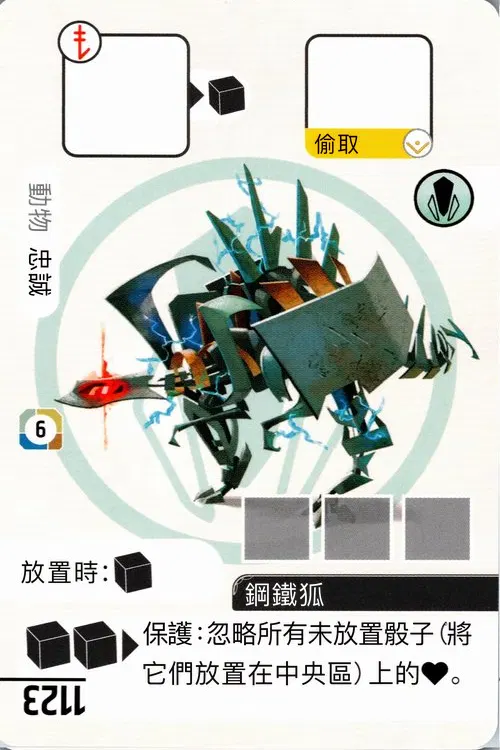 偷取
動物 忠誠
6
放置時:
鋼鐵狐
保護:忽略所有未放置骰子(將
它們放置在中央區)上的♥。
1123